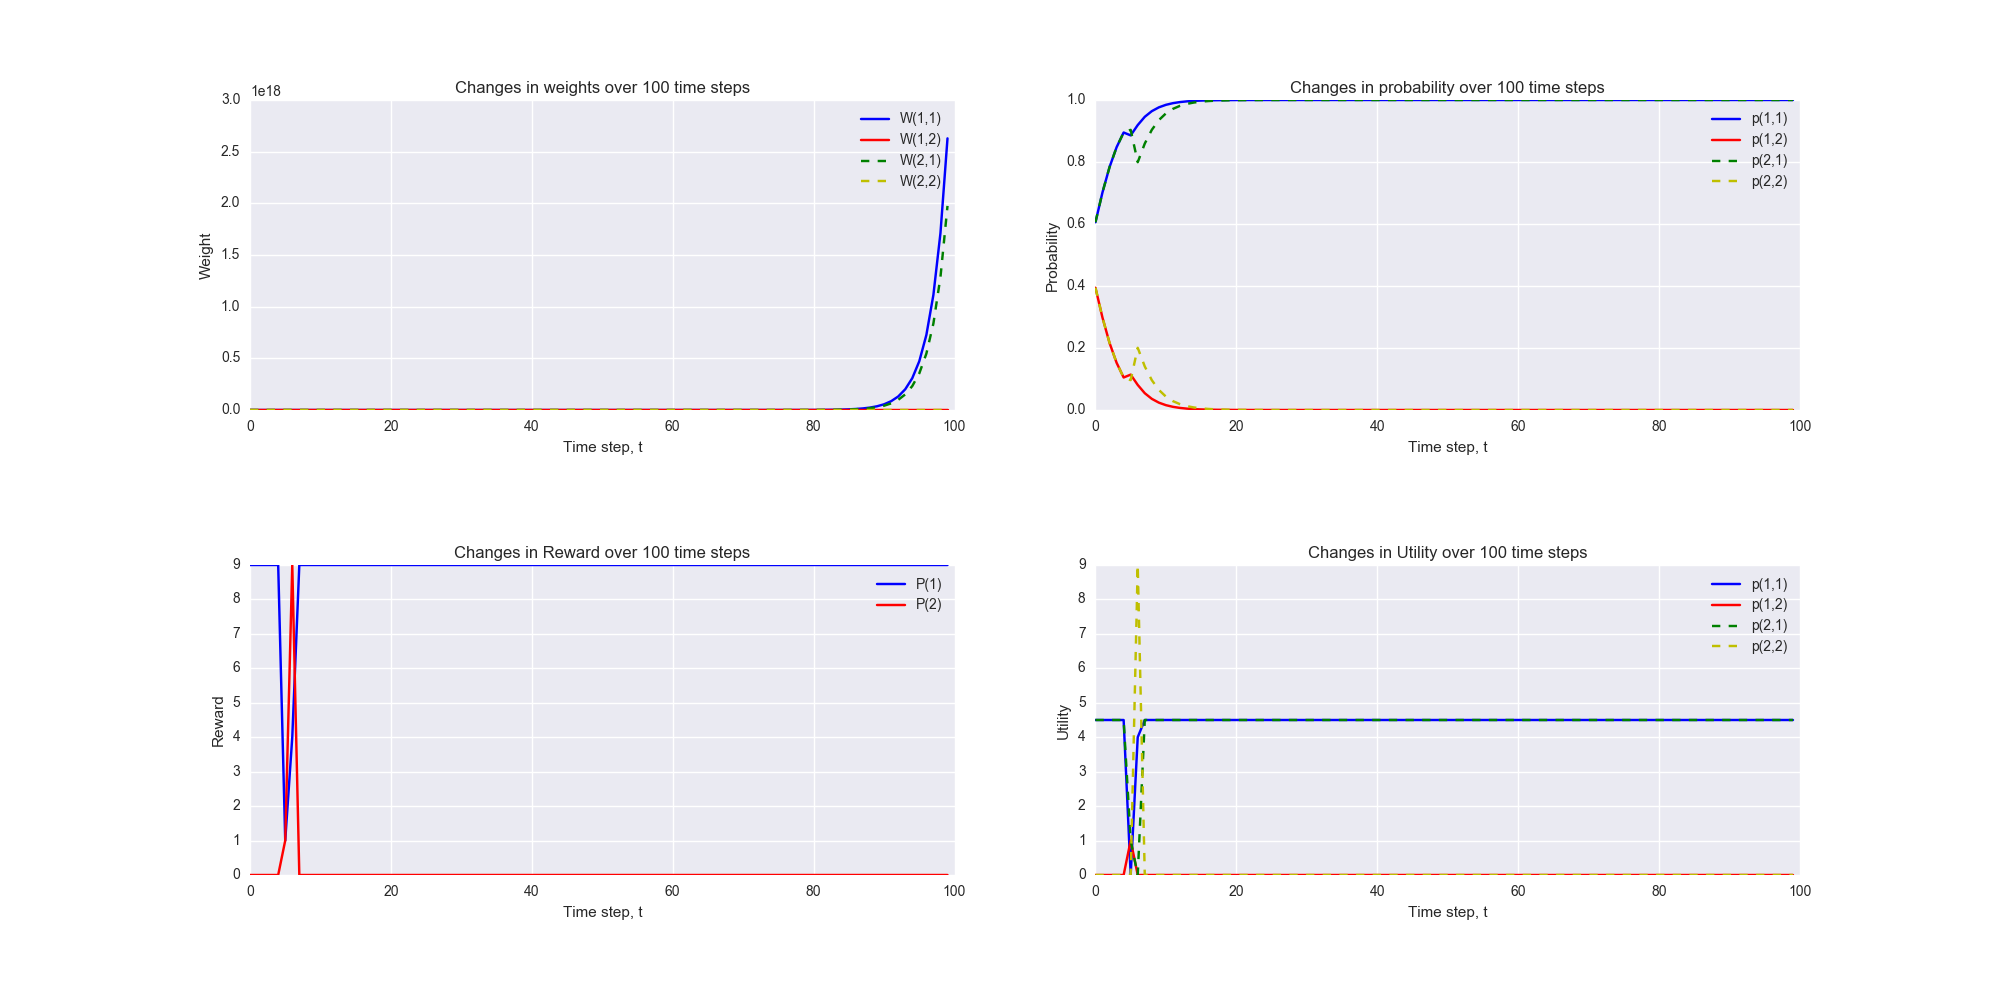 Changes in weights over 100 time steps
1e18
3.0
2.5
2.0
1.5
1.0
0.5
0.0
Weight
0 20 40 60 80 100
Time step, t
W(1,1)
W(1,2)
W(2,1)
W(2,2)
Changes in probability over 100 time steps
1.0
0.8
0.6
0.4
0.2
0.0
Probability
0 20 40 60 80 100
Time step, t
p(1,1)
p(1,2)
p(2,1)
p(2,2)
Changes in Reward over 100 time steps
9
8
7
6
5
4
3
2
1
0
Reward
0 20 40 60 80 100
Time step, t
P(1)
P(2)
Changes in Utility over 100 time steps
9
8
7
6
5
4
3
2
1
0
Utility
0 20 40 60 80 100
Time step, t
p(1,1)
p(1,2)
p(2,1)
p(2,2)